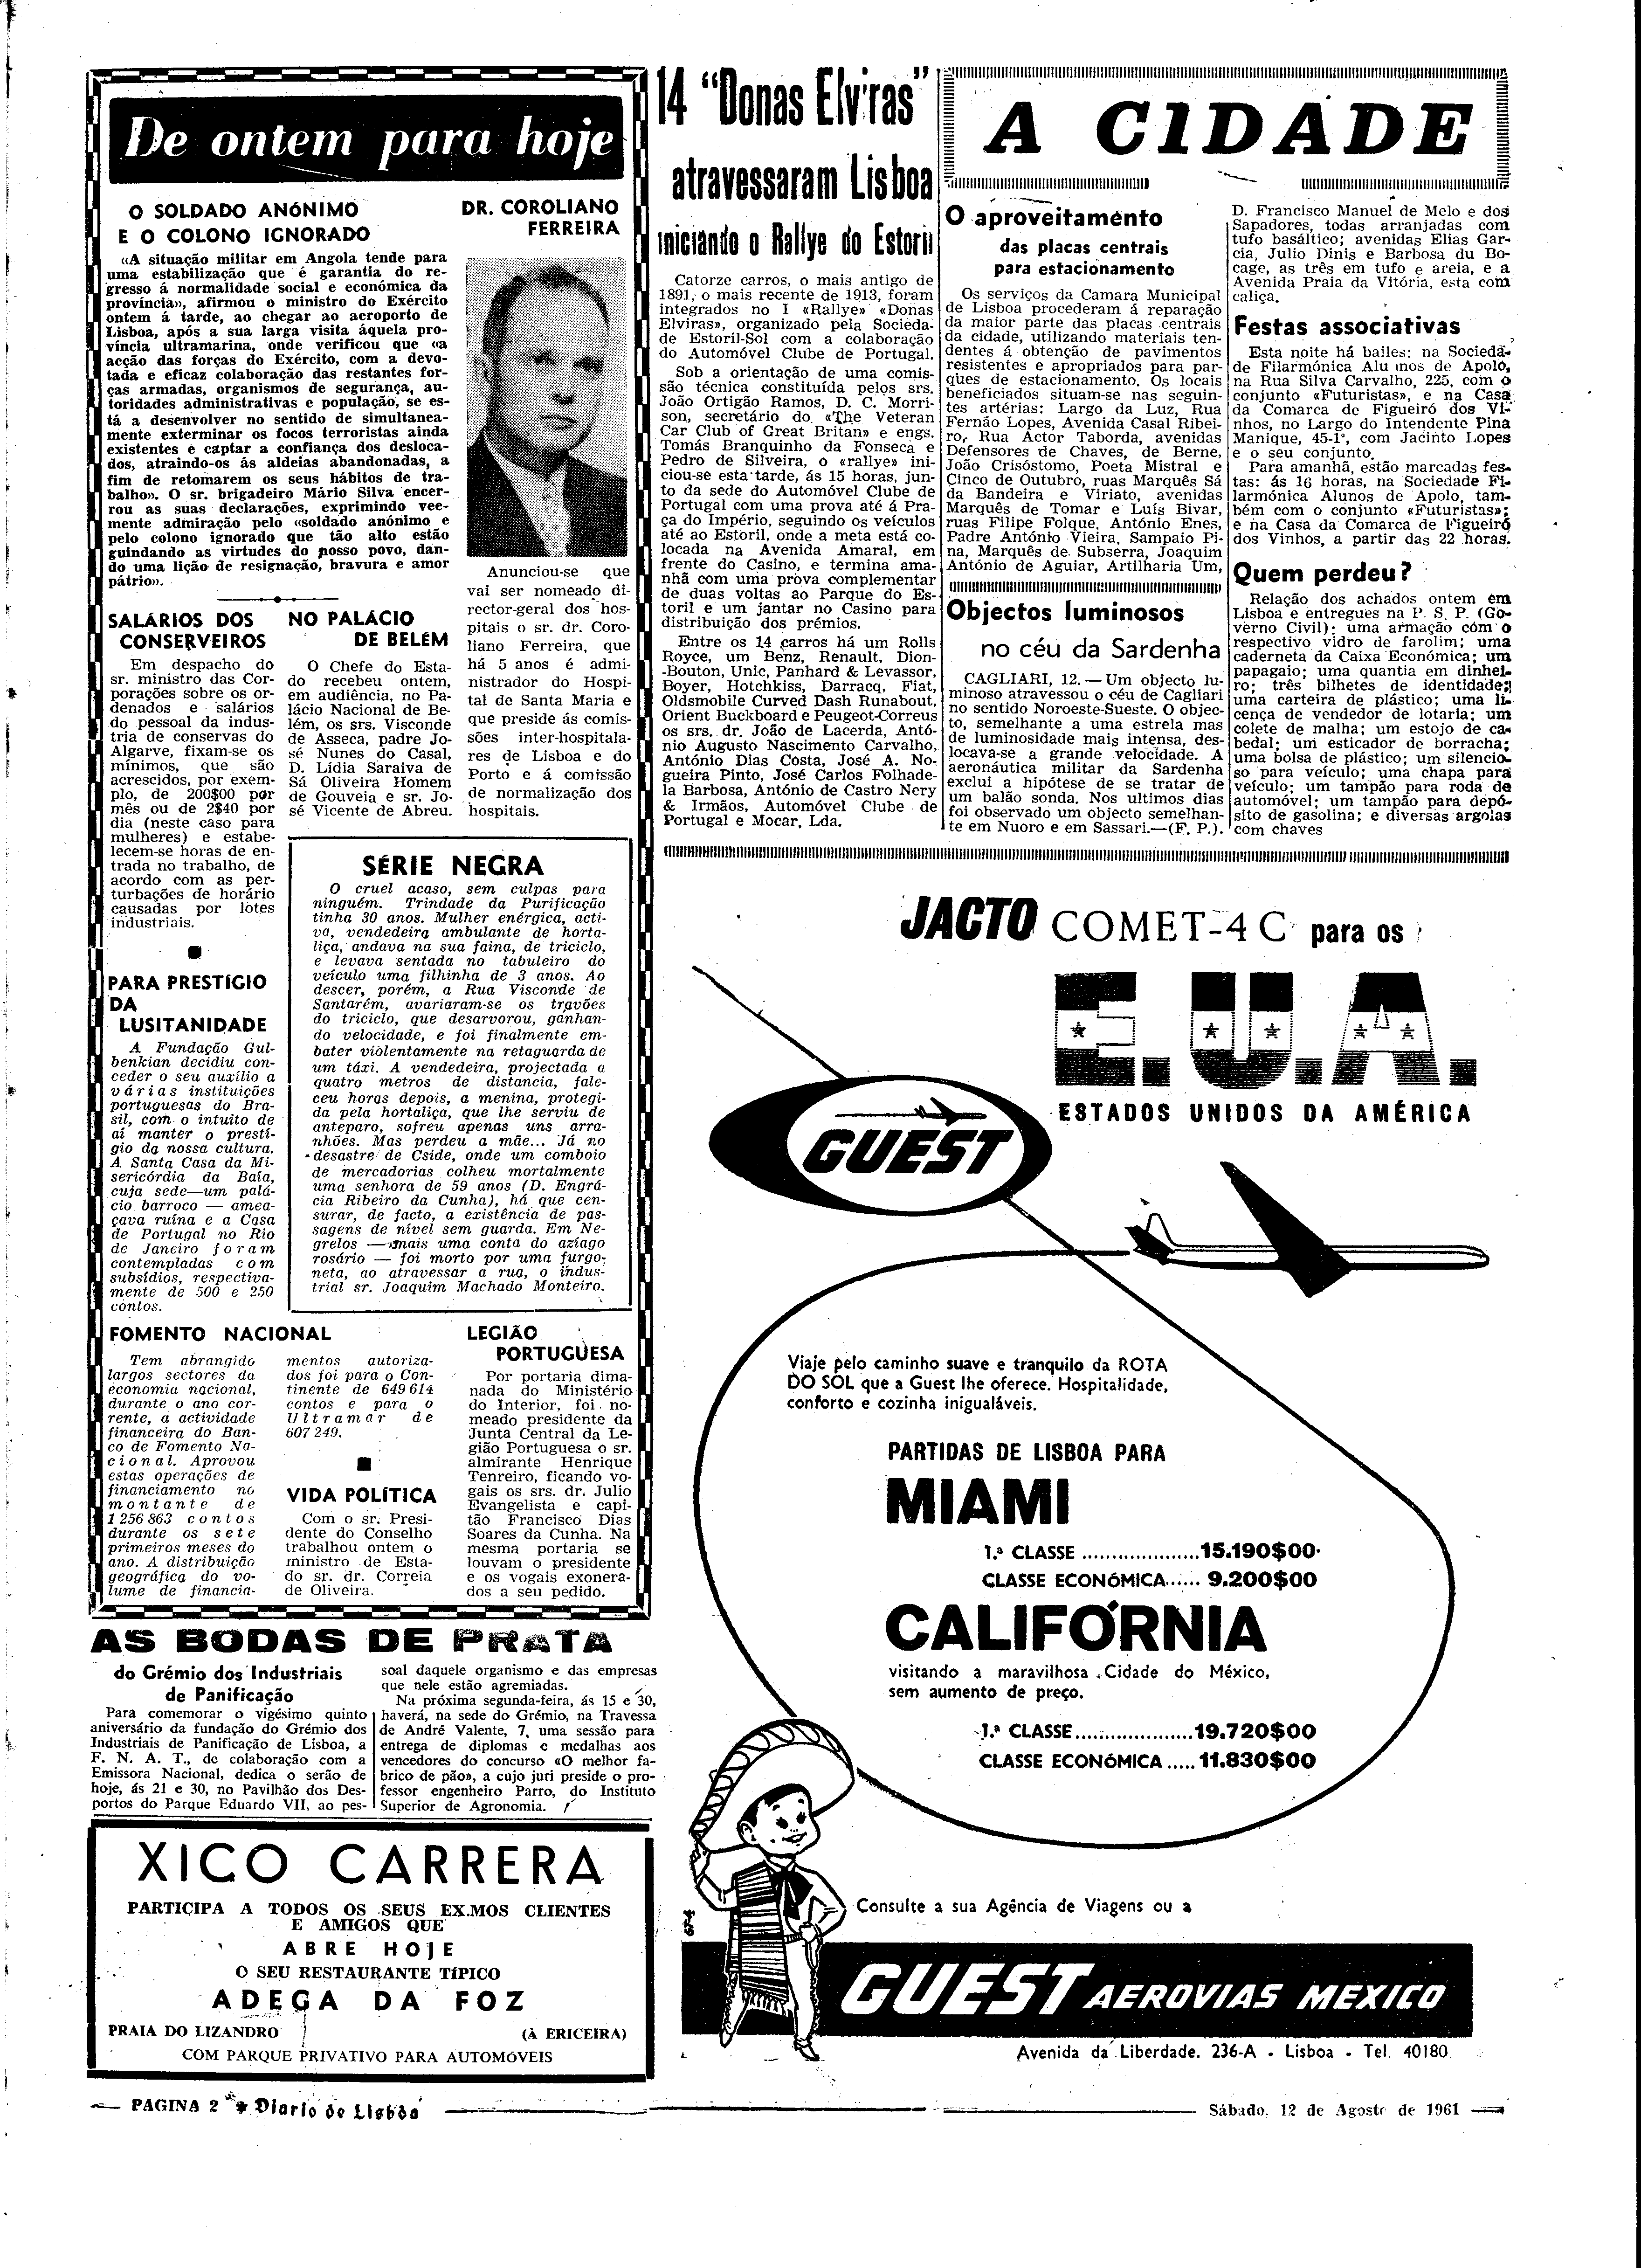 De ontem para hoje
O SOLDADO ANÓNIMO
E O COLONO IGNORADO
«A situação militar em Angola tende para
uma estabilização que é garantia do re-
gresso á normalidade social e económica da
província», afirmou o ministro do Exército
ontem á tarde, ao chegar ao aeroporto de
Lisboa, após a sua larga visita áquela pro-
víncia ultramarina, onde verificou que «a
acção das forças do Exército, com a devo-
tada e eficaz colaboração das restantes for-
ças armadas, organismos de segurança, au-
toridades administrativas e população, se es-
tá a desenvolver no sentido de simultanea-
mente exterminar os focos terroristas ainda
existentes e captar a confiança dos desloca-
dos, atraindo-os ás aldeias abandonadas, a
fim de retomarem os seus hábitos de tra-
balho». O sr. brigadeiro Mário Silva encer-
rou as suas declarações, exprimindo vee-
mente admiração pelo «soldado anónimo e
pelo colono ignorado que tão alto estão
guindando as virtudes do nosso povo, dan-
do uma lição de resignação, bravura e amor
pátrio».
DR. COROLIANO
FERREIRA
Anunciou-se que
vai ser nomeado di-
rector-geral dos hos-
pitais o sr. dr. Coro-
liano Ferreira, que
há 5 anos é admi-
nistrador do Hospi-
tal de Santa Maria e
que preside ás comis-
sões inter-hospitala-
res de Lisboa e do
Porto e á comissão
de normalização dos
hospitais.
SALÁRIOS DOS
CONSERVEIROS
Em despacho do
sr. ministro das Cor-
porações sobre os or-
denados e salários
do pessoal da indus-
tria de conservas do
Algarve, fixam-se os
mínimos, que são
acrescidos, por exem-
plo, de 200$00 por
mês ou de 2$40 por
dia (neste caso para
mulheres) e estabe-
lecem-se horas de en-
trada no trabalho, de
acordo com as per-
turbações de horário
causadas por lotes
industriais.
NO PALÁCIO
DE BELÉM
O Chefe do Esta-
do recebeu ontem,
em audiência, no Pa-
lácio Nacional de Be-
lém, os srs. Visconde
de Asseca, padre Jo-
sé Nunes do Casal,
D. Lídia Saraiva de
Sá Oliveira Homem
de Gouveia e sr. Jo-
sé Vicente de Abreu.
PARA PRESTÍGIO
DA
LUSITANIDADE
A Fundação Gul-
benkian decidiu con-
ceder o seu auxílio a
várias instituições
portuguesas do Bra-
sil, com o intuito de
aí manter o prestí-
gio da nossa cultura.
A Santa Casa da Mi-
sericórdia da Baía,
cuja sede—um palá-
cio barroco — amea-
çava ruína e a Casa
de Portugal no Rio
de Janeiro foram
contempladas com
subsídios, respectiva-
mente de 500 e 250
contos.
SÉRIE NEGRA
O cruel acaso, sem culpas para
ninguém. Trindade da Purificação
tinha 30 anos. Mulher enérgica, acti-
va, vendedeira ambulante de horta-
liça, andava na sua faina, de triciclo,
e levava sentada no tabuleiro do
veículo uma filhinha de 3 anos. Ao
descer, porém, a Rua Visconde de
Santarém, avariaram-se os travões
do triciclo, que desarvorou, ganhan-
do velocidade, e foi finalmente em-
bater violentamente na retaguarda de
um táxi. A vendedeira, projectada a
quatro metros de distancia, fale-
ceu horas depois, a menina, protegi-
da pela hortaliça, que lhe serviu de
anteparo, sofreu apenas uns arra-
nhões. Mas perdeu a mãe... Já no
desastre de Cside, onde um comboio
de mercadorias colheu mortalmente
uma senhora de 59 anos (D. Engrá-
cia Ribeiro da Cunha), há que cen-
surar, de facto, a existência de pas-
sagens de nível sem guarda. Em Ne-
grelos — mais uma conta do aziago
rosário — foi morto por uma furgo-
neta, ao atravessar a rua, o indus-
trial sr. Joaquim Machado Monteiro.
FOMENTO NACIONAL
Tem abrangido
largos sectores da
economia nacional,
durante o ano cor-
rente, a actividade
financeira do Ban-
co de Fomento Na-
cional. Aprovou
estas operações de
financiamento no
montante de
1 256 863 contos
durante os sete
primeiros meses do
ano. A distribuição
geográfica do vo-
lume de financia-
mentos autoriza-
dos foi para o Con-
tinente de 649 614
contos e para o
Ultramar de
607 249.
VIDA POLÍTICA
Com o sr. Presi-
dente do Conselho
trabalhou ontem o
ministro de Esta-
do sr. dr. Correia
de Oliveira.
LEGIÃO
PORTUGUESA
Por portaria dima-
nada do Ministério
do Interior, foi no-
meado presidente da
Junta Central da Le-
gião Portuguesa o sr.
almirante Henrique
Tenreiro, ficando vo-
gais os srs. dr. Julio
Evangelista e capi-
tão Francisco Dias
Soares da Cunha. Na
mesma portaria se
louvam o presidente
e os vogais exonera-
dos a seu pedido.
AS BODAS DE PRATA
do Grémio dos Industriais
de Panificação
Para comemorar o vigésimo quinto
aniversário da fundação do Grémio dos
Industriais de Panificação de Lisboa, a
F. N. A. T., de colaboração com a
Emissora Nacional, dedica o serão de
hoje, ás 21 e 30, no Pavilhão dos Des-
portos do Parque Eduardo VII, ao pes-
soal daquele organismo e das empresas
que nele estão agremiadas.
Na próxima segunda-feira, ás 15 e 30,
haverá, na sede do Grémio, na Travessa
de André Valente, 7, uma sessão para
entrega de diplomas e medalhas aos
vencedores do concurso «O melhor fa-
brico de pão», a cujo juri preside o pro-
fessor engenheiro Parro, do Instituto
Superior de Agronomia.
XICO CARRERA
PARTICIPA A TODOS OS SEUS EX.MOS CLIENTES
E AMIGOS QUE
ABRE HOJE
O SEU RESTAURANTE TÍPICO
ADEGA DA FOZ
PRAIA DO LIZANDRO (À ERICEIRA)
COM PARQUE PRIVATIVO PARA AUTOMÓVEIS
14 "Donas Elviras"
atravessaram Lisboa
iniciando o Rallye do Estoril
Catorze carros, o mais antigo de
1891, o mais recente de 1913, foram
integrados no I «Rallye» «Donas
Elviras», organizado pela Socieda-
de Estoril-Sol com a colaboração
do Automóvel Clube de Portugal.
Sob a orientação de uma comis-
são técnica constituída pelos srs.
João Ortigão Ramos, D. C. Morri-
son, secretário do «The Veteran
Car Club of Great Britan» e engs.
Tomás Branquinho da Fonseca e
Pedro de Silveira, o «rallye» ini-
ciou-se esta tarde, ás 15 horas, jun-
to da sede do Automóvel Clube de
Portugal com uma prova até á Pra-
ça do Império, seguindo os veículos
até ao Estoril, onde a meta está co-
locada na Avenida Amaral, em
frente do Casino, e termina ama-
nhã com uma prova complementar
de duas voltas ao Parque do Es-
toril e um jantar no Casino para
distribuição dos prémios.
Entre os 14 carros há um Rolls
Royce, um Benz, Renault, Dion-
-Bouton, Unic, Panhard & Levassor,
Boyer, Hotchkiss, Darracq, Fiat,
Oldsmobile Curved Dash Runabout,
Orient Buckboard e Peugeot-Correus
os srs. dr. João de Lacerda, Antó-
nio Augusto Nascimento Carvalho,
António Dias Costa, José A. No-
gueira Pinto, José Carlos Folhade-
la Barbosa, António de Castro Nery
& Irmãos, Automóvel Clube de
Portugal e Mocar, Lda.
A CIDADE
O aproveitamento
das placas centrais
para estacionamento
Os serviços da Camara Municipal
de Lisboa procederam á reparação
da maior parte das placas centrais
da cidade, utilizando materiais ten-
dentes á obtenção de pavimentos
resistentes e apropriados para par-
ques de estacionamento. Os locais
beneficiados situam-se nas seguin-
tes artérias: Largo da Luz, Rua
Fernão Lopes, Avenida Casal Ribei-
ro, Rua Actor Taborda, avenidas
Defensores de Chaves, de Berne,
João Crisóstomo, Poeta Mistral e
Cinco de Outubro, ruas Marquês Sá
da Bandeira e Viriato, avenidas
Marquês de Tomar e Luís Bivar,
ruas Filipe Folque, António Enes,
Padre António Vieira, Sampaio Pi-
na, Marquês de Subserra, Joaquim
António de Aguiar, Artilharia Um,
D. Francisco Manuel de Melo e dos
Sapadores, todas arranjadas com
tufo basáltico; avenidas Elias Gar-
cia, Julio Dinis e Barbosa du Bo-
cage, as três em tufo e areia, e a
Avenida Praia da Vitória, esta com
caliça.
Objectos luminosos
no céu da Sardenha
CAGLIARI, 12. — Um objecto lu-
minoso atravessou o céu de Cagliari
no sentido Noroeste-Sueste. O objec-
to, semelhante a uma estrela mas
de luminosidade mais intensa, des-
locava-se a grande velocidade. A
aeronáutica militar da Sardenha
exclui a hipótese de se tratar de
um balão sonda. Nos ultimos dias
foi observado um objecto semelhan-
te em Nuoro e em Sassari.—(F. P.).
Festas associativas
Esta noite há bailes: na Socieda-
de Filarmónica Alunos de Apolo,
na Rua Silva Carvalho, 225, com o
conjunto «Futuristas», e na Casa
da Comarca de Figueiró dos Vi-
nhos, no Largo do Intendente Pina
Manique, 45-1º, com Jacinto Lopes
e o seu conjunto.
Para amanhã, estão marcadas fes-
tas: ás 16 horas, na Sociedade Fi-
larmónica Alunos de Apolo, tam-
bém com o conjunto «Futuristas»;
e na Casa da Comarca de Figueiró
dos Vinhos, a partir das 22 horas.
Quem perdeu?
Relação dos achados ontem em
Lisboa e entregues na P. S. P. (Go-
verno Civil): uma armação com o
respectivo vidro de farolim; uma
caderneta da Caixa Económica; um
papagaio; uma quantia em dinhei-
ro; três bilhetes de identidade;
uma carteira de plástico; uma li-
cença de vendedor de lotaria; um
colete de malha; um estojo de ca-
bedal; um esticador de borracha;
uma bolsa de plástico; um silencio-
so para veículo; uma chapa para
veículo; um tampão para roda de
automóvel; um tampão para depó-
sito de gasolina; e diversas argolas
com chaves
JACTO COMET-4C para os
E.U.A.
ESTADOS UNIDOS DA AMÉRICA
GUEST
Viaje pelo caminho suave e tranquilo da ROTA
DO SOL que a Guest lhe oferece. Hospitalidade,
conforto e cozinha inigualáveis.
PARTIDAS DE LISBOA PARA
MIAMI
1.ª CLASSE ....................15.190$00
CLASSE ECONÓMICA...... 9.200$00
CALIFÓRNIA
visitando a maravilhosa Cidade do México,
sem aumento de preço.
1.ª CLASSE....................19.720$00
CLASSE ECONÓMICA .....11.830$00
Consulte a sua Agência de Viagens ou a
GUEST AEROVIAS MEXICO
Avenida da Liberdade. 236-A - Lisboa - Tel. 40180
PAGINA 2 * Diario de Lisboa
Sábado, 12 de Agosto de 1961